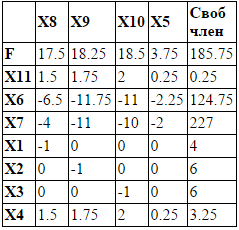 X8 X9 X10 X5 Своб член
F 17.5 18.25 18.5 3.75 185.75
X11 1.5 1.75 2 0.25 0.25
X6 -6.5 -11.75 -11 -2.25 124.75
X7 -4 -11 -10 -2 227
X1 -1 0 0 0 4
X2 0 -1 0 0 6
X3 0 0 -1 0 6
X4 1.5 1.75 2 0.25 3.25